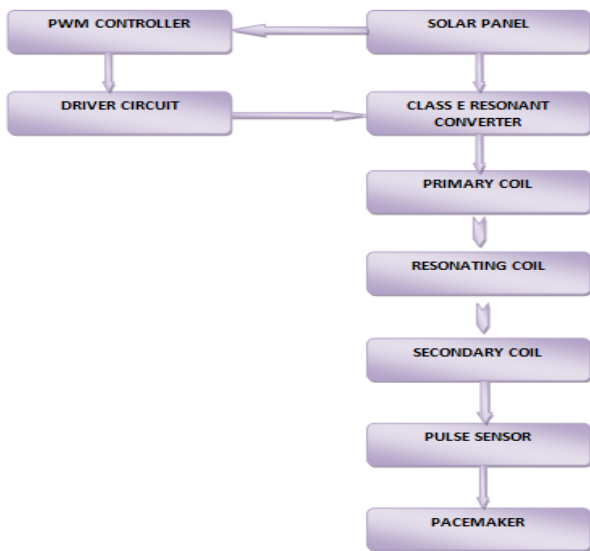 PWM CONTROLLER
SOLAR PANEL
DRIVER CIRCUIT
CLASS E RESONANT
CONVERTER
PRIMARY COIL
RESONATING COIL
SECONDARY COIL
PULSE SENSOR
PACEMAKER